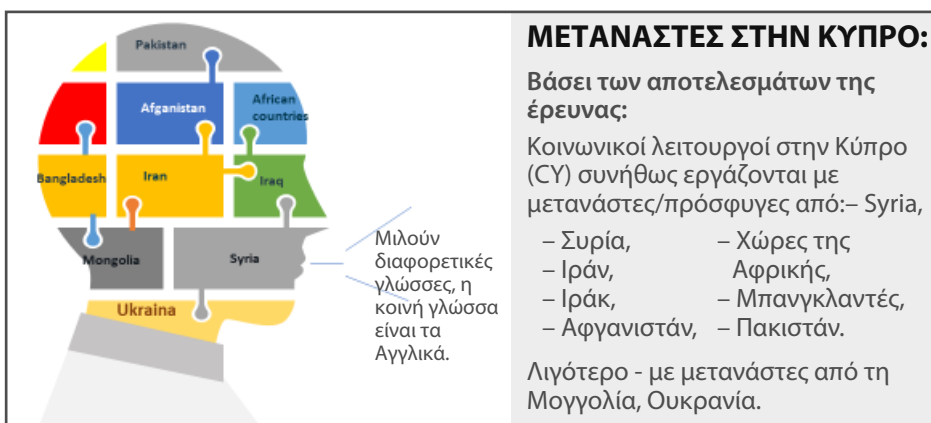 Pakistan
Afganistan
African
countries
Bangladesh
Iran
Iraq
Mongolia
Syria
Ukraina
Μιλούν
διαφορετικές
γλώσσες, η
κοινή γλώσσα
είναι τα
Αγγλικά.
ΜΕΤΑΝΑΣΤΕΣ ΣΤΗΝ ΚΥΠΡΟ:
Βάσει των αποτελεσμάτων της
έρευνας:
Κοινωνικοί λειτουργοί στην Κύπρο
(CY) συνήθως εργάζονται με
μετανάστες/πρόσφυγες από:– Syria,
– Συρία,
– Ιράν,
– Ιράκ,
– Αφγανιστάν,
– Χώρες της
Αφρικής,
– Μπανγκλαντές,
– Πακιστάν.
Λιγότερο - με μετανάστες από τη
Μογγολία, Ουκρανία.